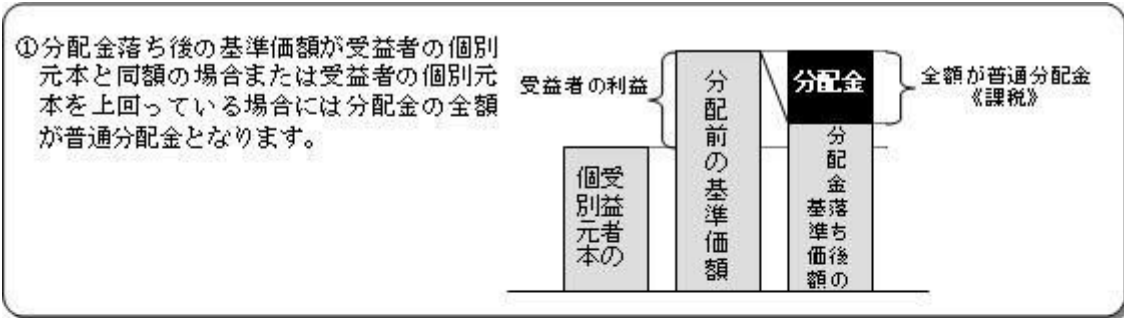 ①分配金落ち後の基準価額が受益者の個別
元本と同額の場合または受益者の個別元
本を上回っている場合には分配金の全額
が普通分配金となります。
受益者の利益
受益者の
個別元本
分配前の基準価額
分配金
分配金落ち後の
基準価額
全額が普通分配金
《課税》